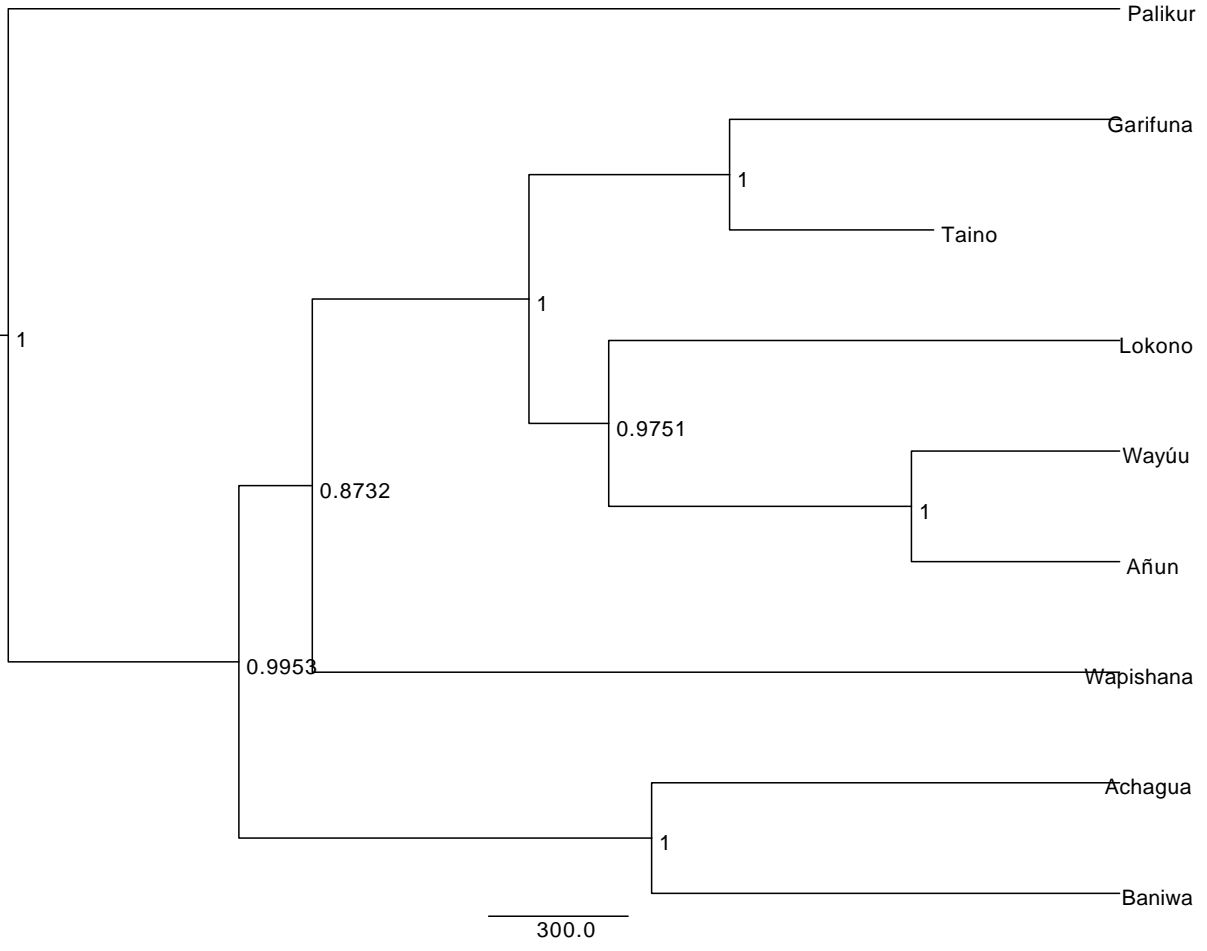 Palikur
Garifuna
1
Taino
1
1
Lokono
0.9751
Wayúu
0.8732
1
Añun
0.9953
Wapishana
Achagua
1
Baniwa
300.0